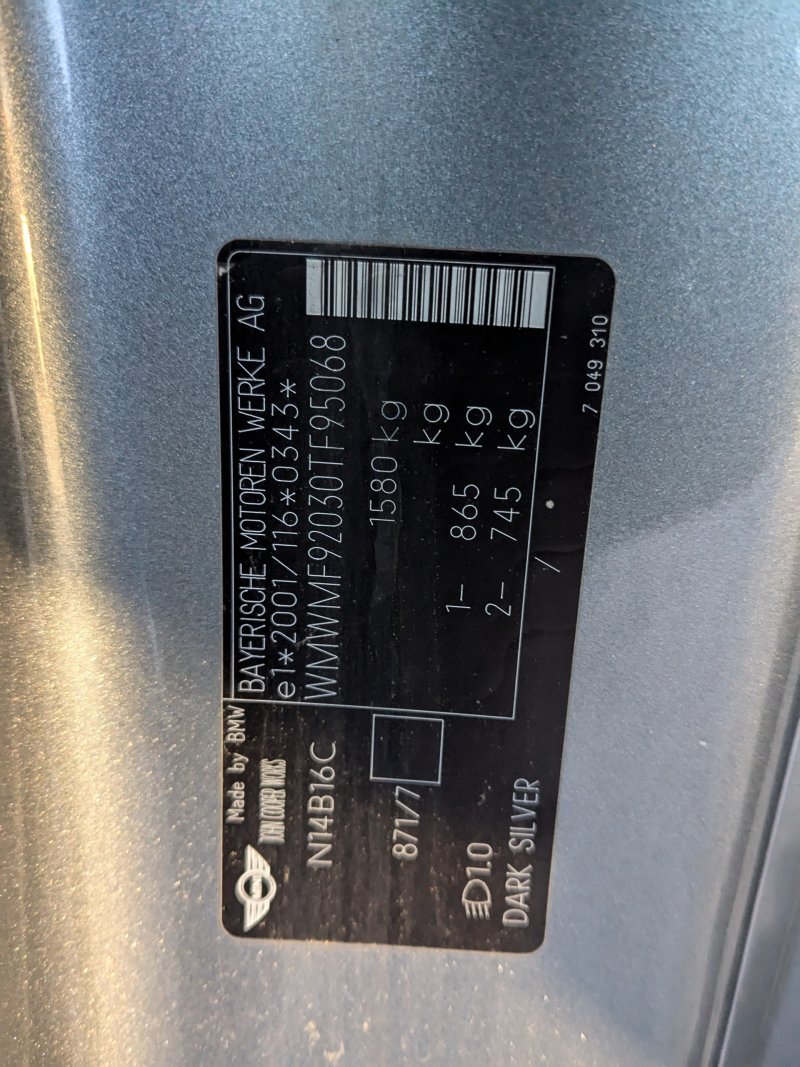 Made by BMW
JOHN COOPER WORKS
N14B16C
871/7
1.0
DARK SILVER
BAYERISCHE MOTOREN WERKE AG
e1*2001/116*0343*
WMWMF92030TF95068
1580 kg
kg
1- 865 kg
2- 745 kg
/
7 049 310